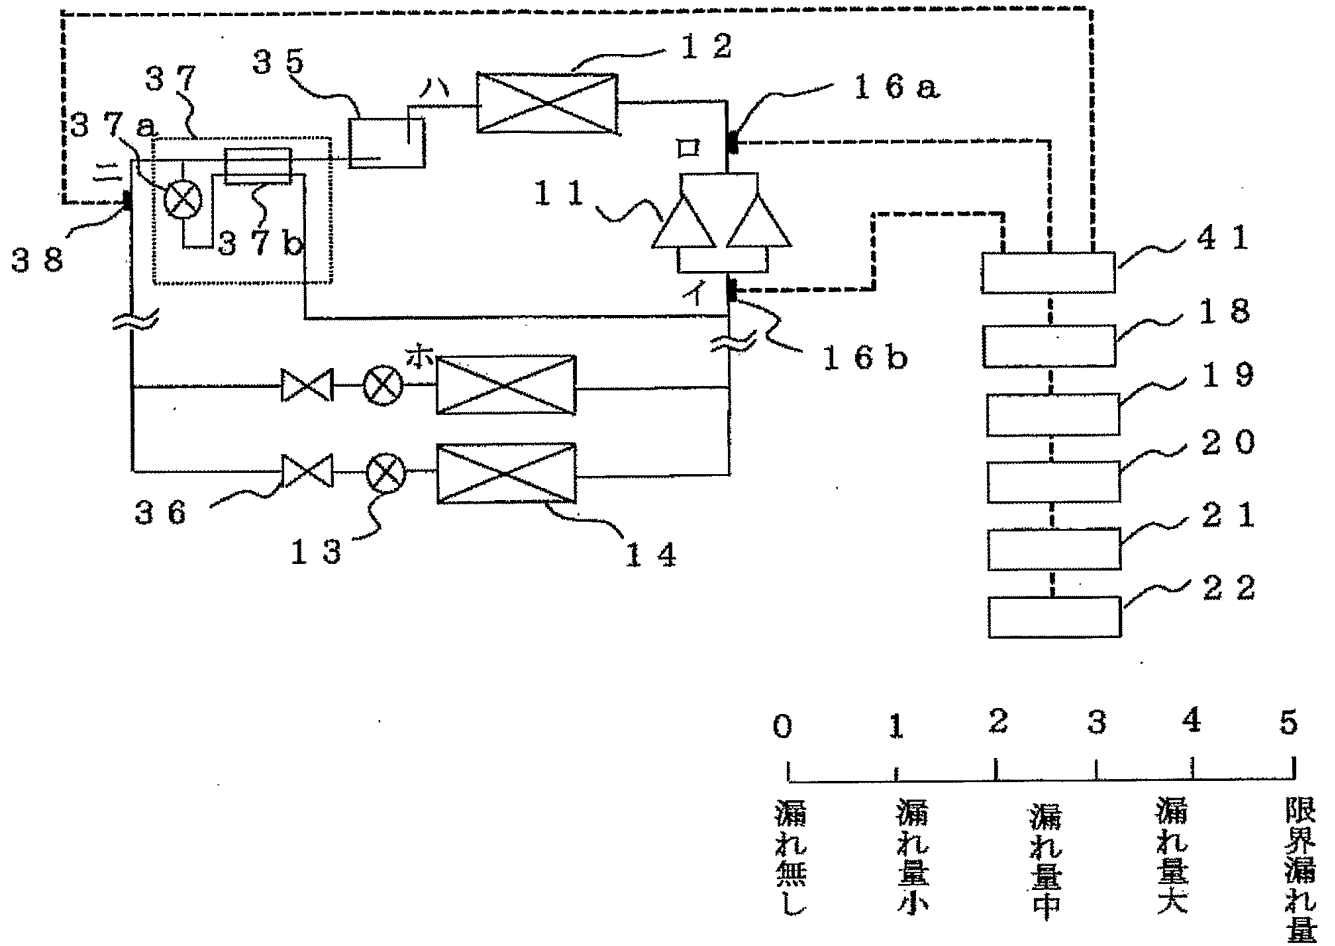 １２
３５
３７
ハ
１６ａ
３７ａ
ロ
ニ
１１
３７ｂ
４１
３８
イ
１８
１６ｂ
ホ
１９
２０
３６
１３
１４
２１
２２
０ １ ２ ３ ４ ５
漏れ無し
漏れ量小
漏れ量中
漏れ量大
限界漏れ量